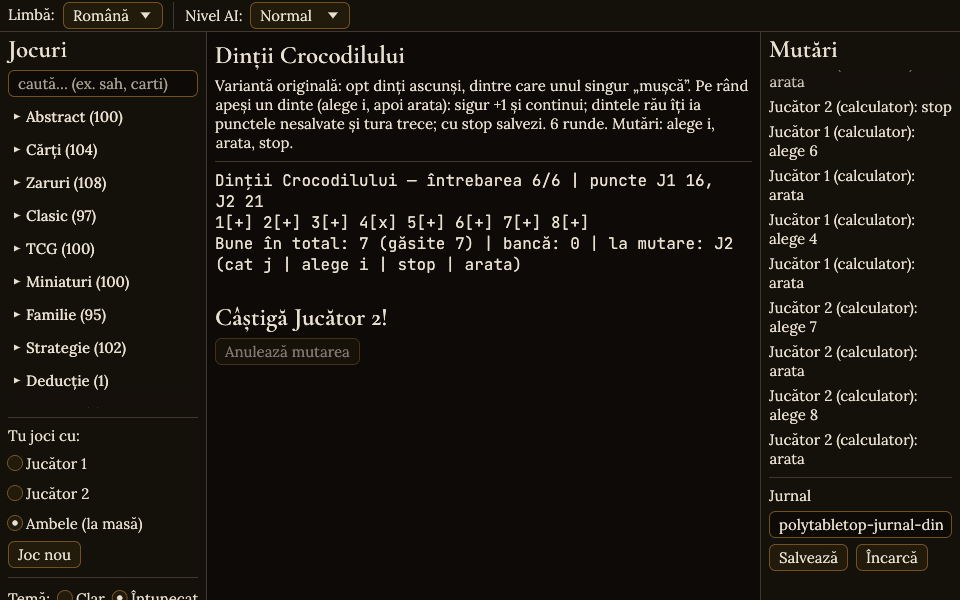 Limbă: Română ▼ Nivel AI: Normal ▼
Jocuri
caută... (ex. sah, carti)
▸ Abstract (100)
▸ Cărți (104)
▸ Zaruri (108)
▸ Clasic (97)
▸ TCG (100)
▸ Miniaturi (100)
▸ Familie (95)
▸ Strategie (102)
▸ Deducție (1)
Tu joci cu:
Jucător 1
Jucător 2
Ambele (la masă)
Joc nou
Temă: Clar Întunecat
Dinții Crocodilului
Variantă originală: opt dinți ascunși, dintre care unul singur „mușcă”. Pe rând
apeși un dinte (alege i, apoi arata): sigur +1 și continui; dintele rău îți ia
punctele nesalvate și tura trece; cu stop salvezi. 6 runde. Mutări: alege i,
arata, stop.
Dinții Crocodilului — întrebarea 6/6 | puncte J1 16,
J2 21
1[+] 2[+] 3[+] 4[x] 5[+] 6[+] 7[+] 8[+]
Bune în total: 7 (găsite 7) | bancă: 0 | la mutare: J2
(cat j | alege i | stop | arata)
Câștigă Jucător 2!
Anulează mutarea
Mutări
arata
Jucător 2 (calculator): stop
Jucător 1 (calculator):
alege 6
Jucător 1 (calculator):
arata
Jucător 1 (calculator):
alege 4
Jucător 1 (calculator):
arata
Jucător 2 (calculator):
alege 7
Jucător 2 (calculator):
arata
Jucător 2 (calculator):
alege 8
Jucător 2 (calculator):
arata
Jurnal
polytabletop-jurnal-din
Salvează Încarcă